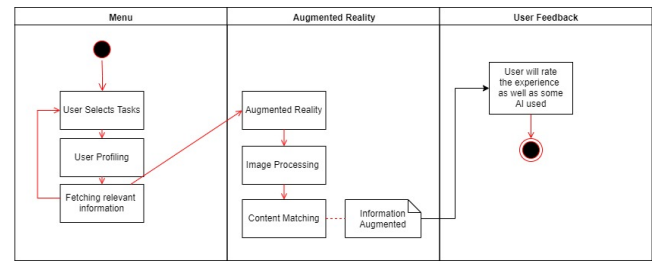 Menu
Augmented Reality
User Feedback
User Selects Tasks
User Profiling
Fetching relevant
information
Augmented Reality
Image Processing
Content Matching
Information
Augmented
User will rate
the experience
as well as some
AI used